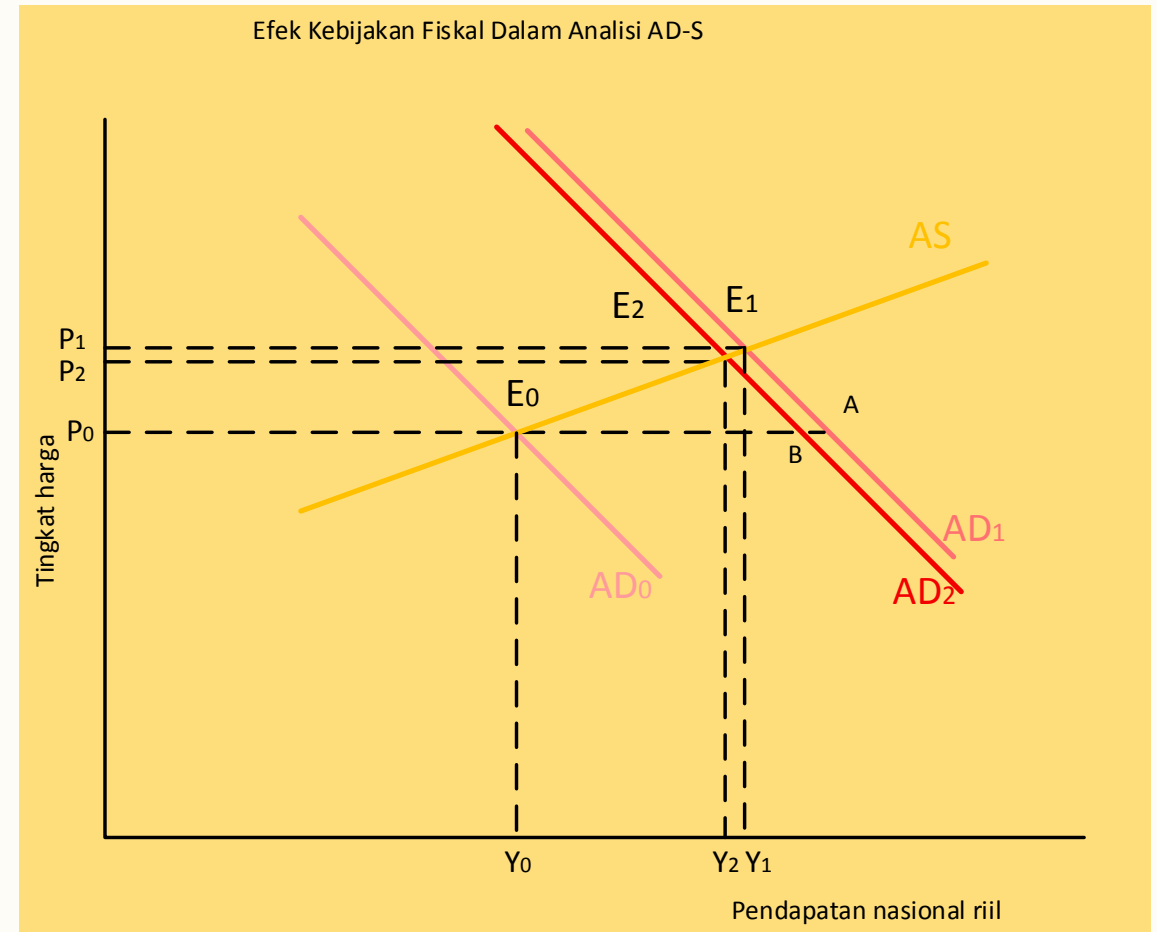 Efek Kebijakan Fiskal Dalam Analisi AD-S
AS
E2
E1
P1
P2
E0
A
P0
B
Tingkat harga
AD1
AD0
AD2
Y0
Y2 Y1
Pendapatan nasional riil